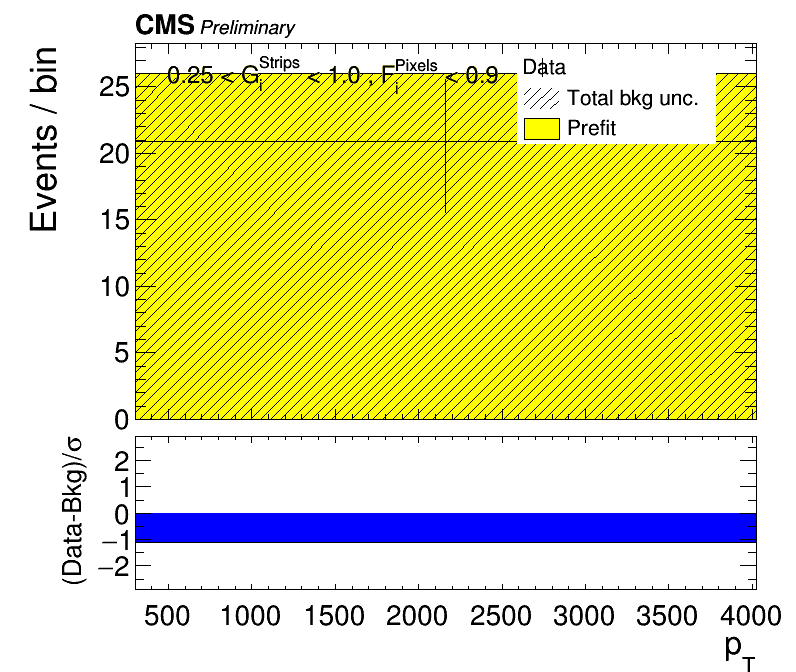 CMS Preliminary
0.25 < G_i^Strips < 1.0 , F_i^Pixels < 0.9
Data
Total bkg unc.
Prefit
Events / bin
25
20
15
10
5
0
(Data-Bkg)/σ
2
1
0
−1
−2
500 1000 1500 2000 2500 3000 3500 4000
p_T